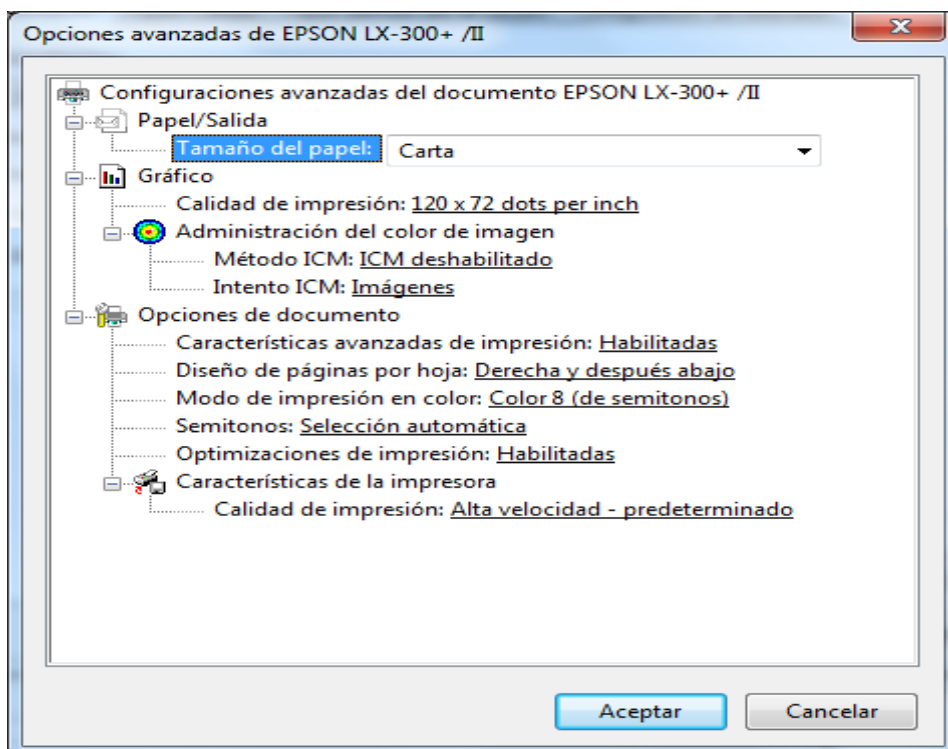 Opciones avanzadas de EPSON LX-300+ /II
Configuraciones avanzadas del documento EPSON LX-300+ /II
Papel/Salida
Tamaño del papel: Carta
Gráfico
Calidad de impresión: 120 x 72 dots per inch
Administración del color de imagen
Método ICM: ICM deshabilitado
Intento ICM: Imágenes
Opciones de documento
Características avanzadas de impresión: Habilitadas
Diseño de páginas por hoja: Derecha y después abajo
Modo de impresión en color: Color 8 (de semitonos)
Semitonos: Selección automática
Optimizaciones de impresión: Habilitadas
Características de la impresora
Calidad de impresión: Alta velocidad - predeterminado
Aceptar Cancelar